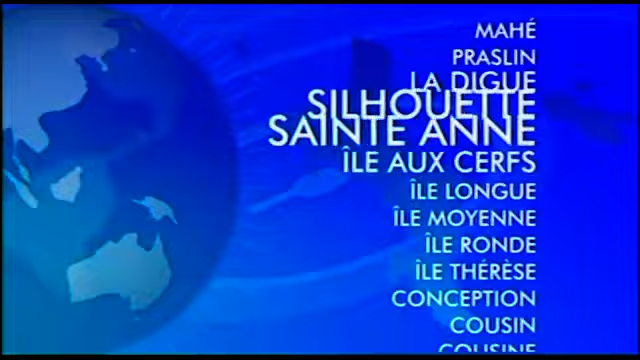 MAHÉ
PRASLIN
LA DIGUE
SILHOUETTE
SAINTE ANNE
ÎLE AUX CERFS
ÎLE LONGUE
ÎLE MOYENNE
ÎLE RONDE
ÎLE THÉRÈSE
CONCEPTION
COUSIN
COUSINE